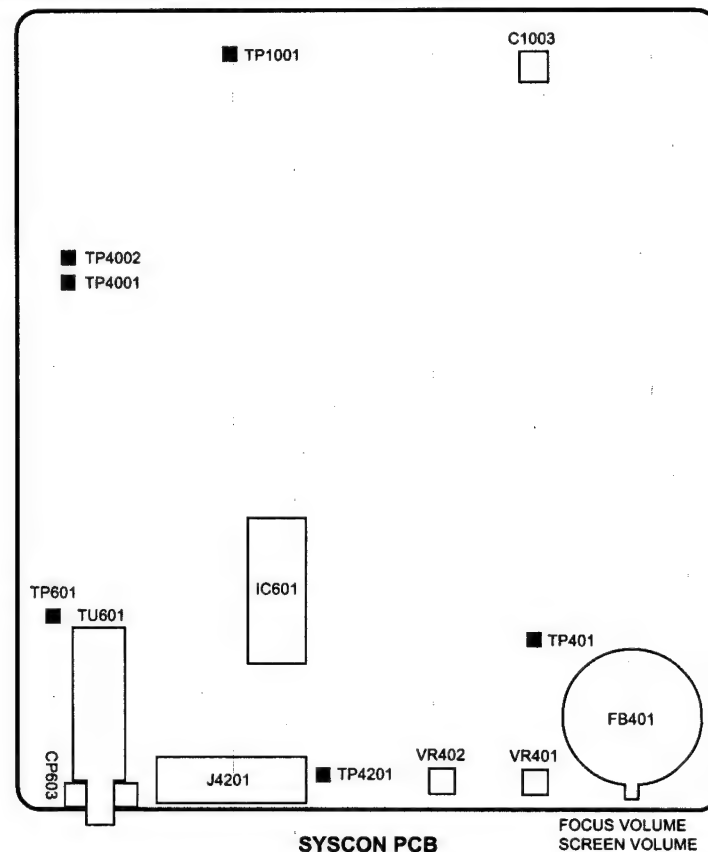 C1003
TP1001
TP4002
TP4001
IC601
TP601
TU601
TP401
FB401
CP603
J4201
TP4201
VR402
VR401
SYSCON PCB
FOCUS VOLUME
SCREEN VOLUME